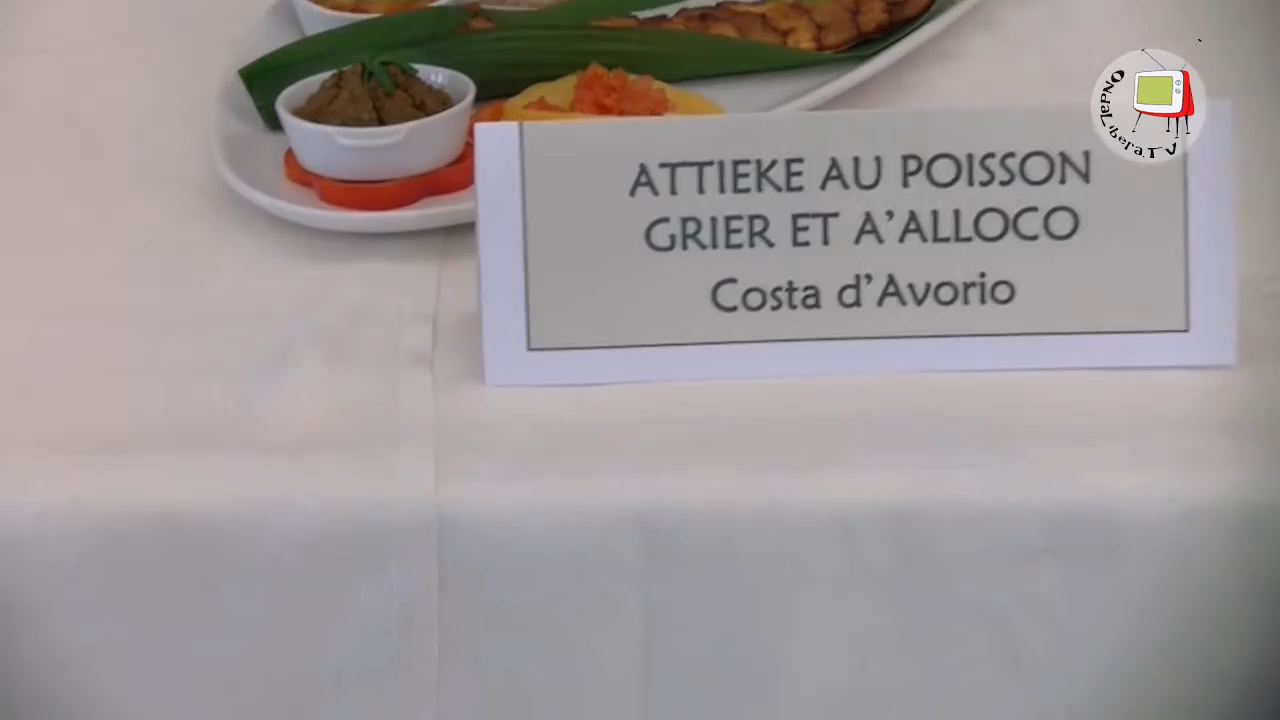 ATTIEKE AU POISSON
GRIER ET A'ALLOCO
Costa d'Avorio
OndaLibera.TV